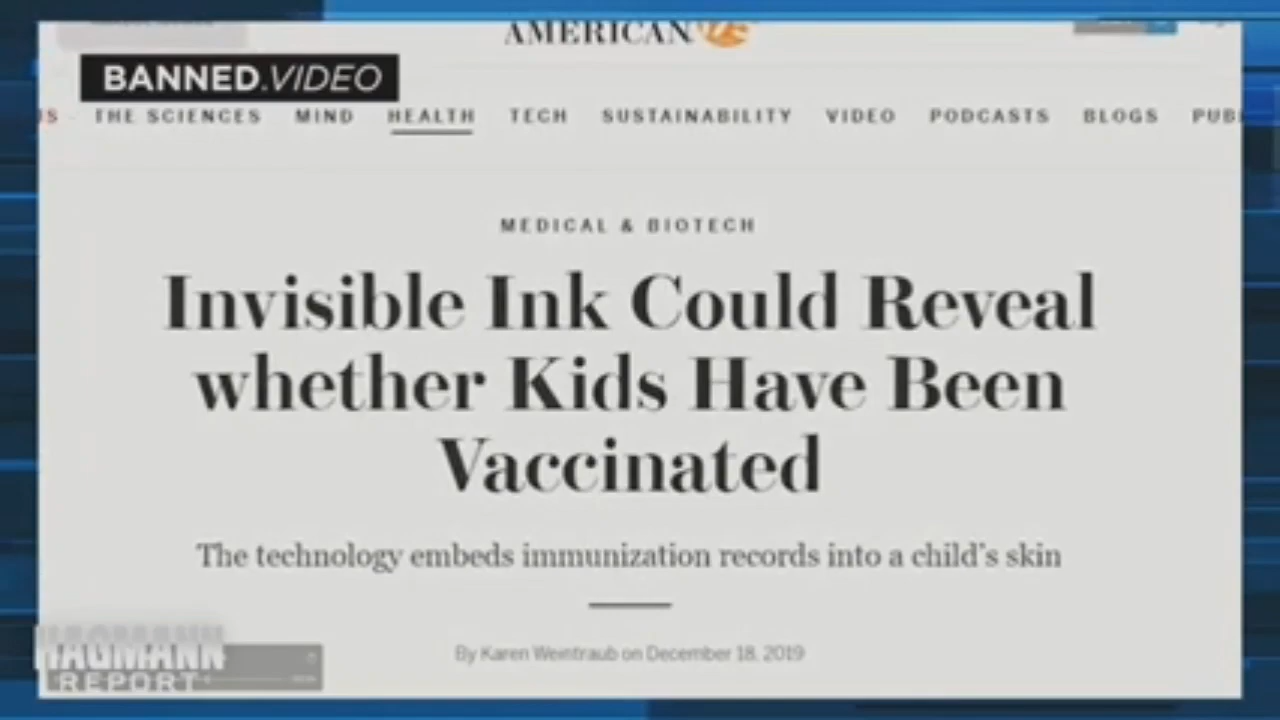 AMERICAN
BANNED.VIDEO
THE SCIENCES MIND HEALTH TECH SUSTAINABILITY VIDEO PODCASTS BLOGS
MEDICAL & BIOTECH
Invisible Ink Could Reveal
whether Kids Have Been
Vaccinated
The technology embeds immunization records into a child's skin
By Karen Weintraub on December 18, 2019
HAGMANN
REPORT